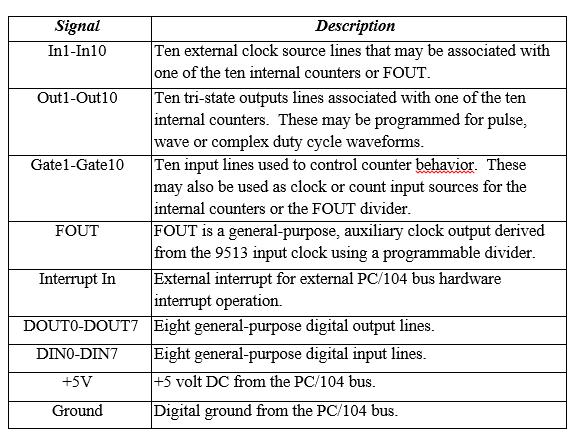 Signal Description
In1-In10 Ten external clock source lines that may be associated with
one of the ten internal counters or FOUT.
Out1-Out10 Ten tri-state outputs lines associated with one of the ten
internal counters.  These may be programmed for pulse,
wave or complex duty cycle waveforms.
Gate1-Gate10 Ten input lines used to control counter behavior.  These
may also be used as clock or count input sources for the
internal counters or the FOUT divider.
FOUT FOUT is a general-purpose, auxiliary clock output derived
from the 9513 input clock using a programmable divider.
Interrupt In External interrupt for external PC/104 bus hardware
interrupt operation.
DOUT0-DOUT7 Eight general-purpose digital output lines.
DIN0-DIN7 Eight general-purpose digital input lines.
+5V +5 volt DC from the PC/104 bus.
Ground Digital ground from the PC/104 bus.